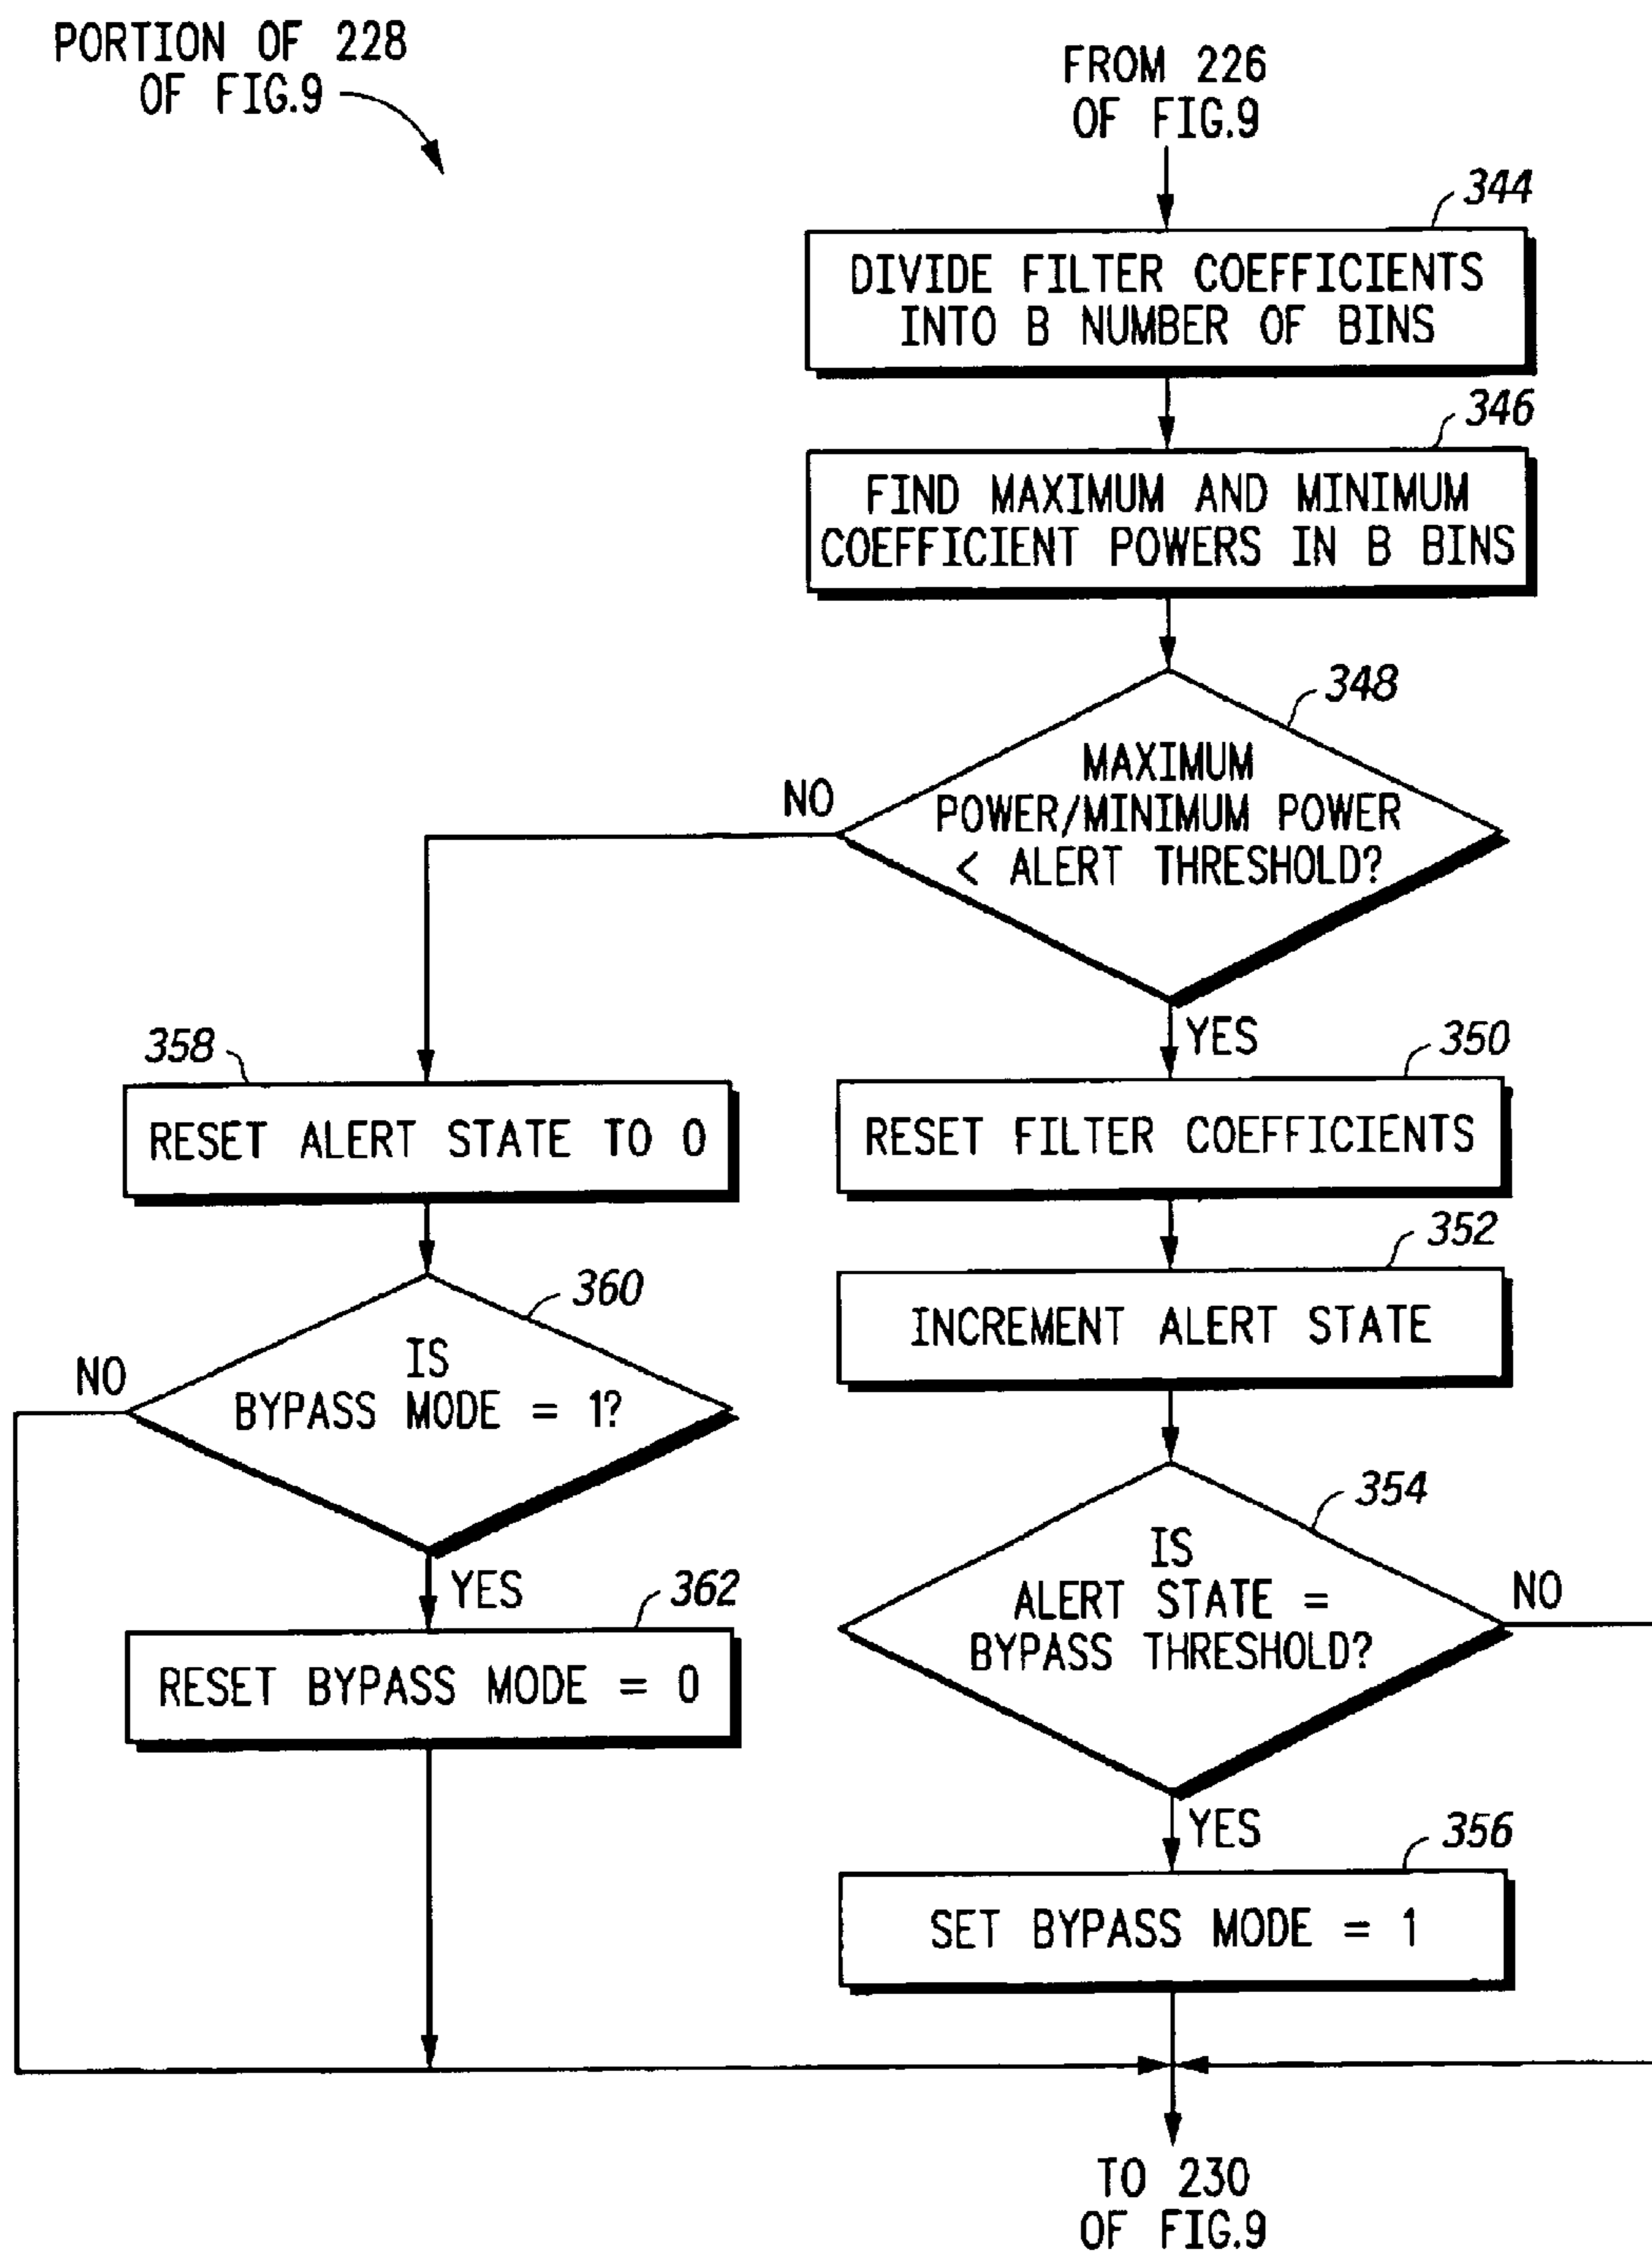 PORTION OF 228
OF FIG.9
FROM 226
OF FIG.9
344
DIVIDE FILTER COEFFICIENTS
INTO B NUMBER OF BINS
346
FIND MAXIMUM AND MINIMUM
COEFFICIENT POWERS IN B BINS
348
MAXIMUM
POWER/MINIMUM POWER
< ALERT THRESHOLD?
NO
YES
358
RESET ALERT STATE TO 0
350
RESET FILTER COEFFICIENTS
352
INCREMENT ALERT STATE
360
IS
BYPASS MODE = 1?
NO
YES
354
IS
ALERT STATE =
BYPASS THRESHOLD?
NO
YES
362
RESET BYPASS MODE = 0
356
SET BYPASS MODE = 1
TO 230
OF FIG.9